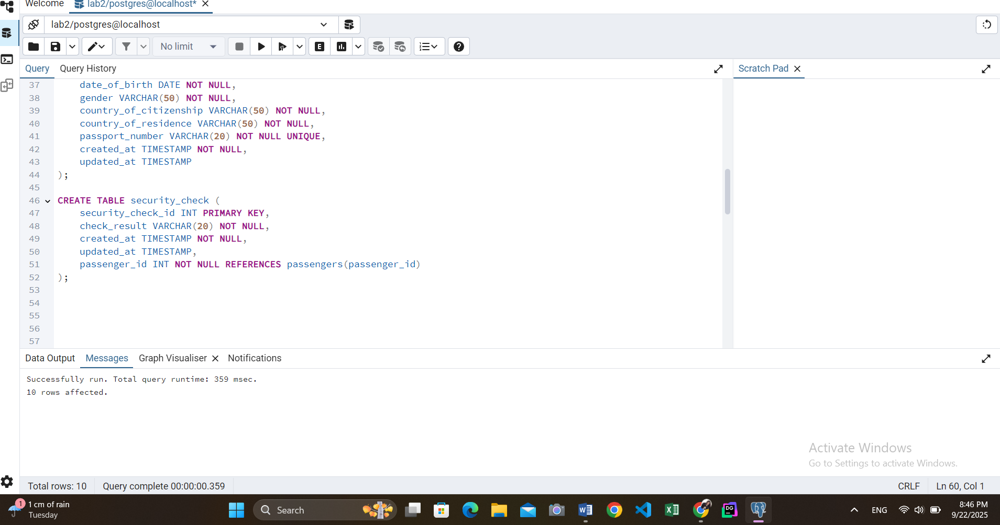 Welcome
lab2/postgres@localhost*
lab2/postgres@localhost
No limit
E
Query
Query History
Scratch Pad
37 date_of_birth DATE NOT NULL,
38 gender VARCHAR(50) NOT NULL,
39 country_of_citizenship VARCHAR(50) NOT NULL,
40 country_of_residence VARCHAR(50) NOT NULL,
41 passport_number VARCHAR(20) NOT NULL UNIQUE,
42 created_at TIMESTAMP NOT NULL,
43 updated_at TIMESTAMP
44 );
45
46 CREATE TABLE security_check (
47 security_check_id INT PRIMARY KEY,
48 check_result VARCHAR(20) NOT NULL,
49 created_at TIMESTAMP NOT NULL,
50 updated_at TIMESTAMP,
51 passenger_id INT NOT NULL REFERENCES passengers(passenger_id)
52 );
53
54
55
56
57
Data Output
Messages
Graph Visualiser
Notifications
Successfully run. Total query runtime: 359 msec.
10 rows affected.
Activate Windows
Go to Settings to activate Windows.
Total rows: 10
Query complete 00:00:00.359
CRLF
Ln 60, Col 1
1
1 cm of rain
Tuesday
Search
DG
ENG
8:46 PM
9/22/2025